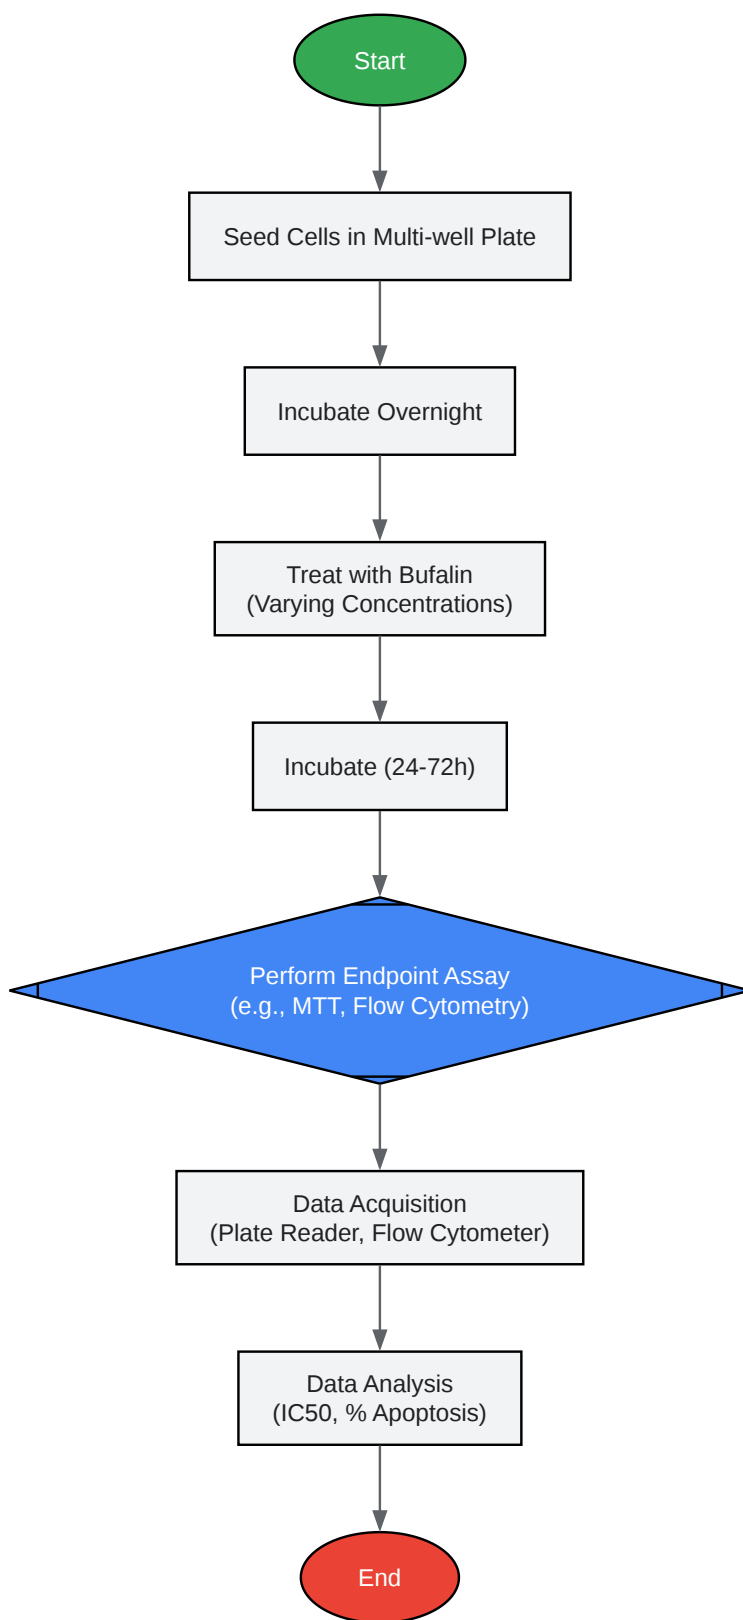 Start
Seed Cells in Multi-well Plate
Incubate Overnight
Treat with Bufalin
(Varying Concentrations)
Incubate (24-72h)
Perform Endpoint Assay
(e.g., MTT, Flow Cytometry)
Data Acquisition
(Plate Reader, Flow Cytometer)
Data Analysis
(IC50, % Apoptosis)
End